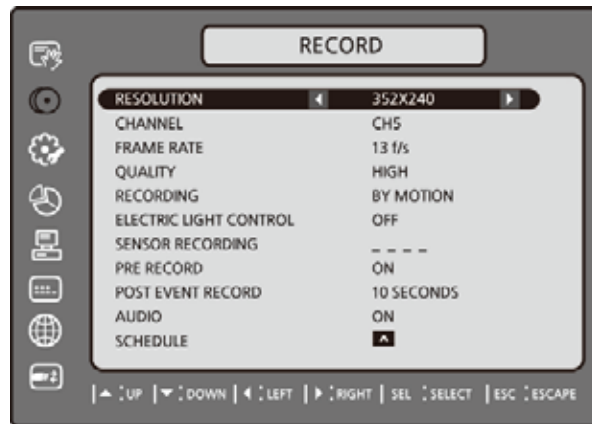 RECORD
RESOLUTION 352X240
CHANNEL CH5
FRAME RATE 13 f/s
QUALITY HIGH
RECORDING BY MOTION
ELECTRIC LIGHT CONTROL OFF
SENSOR RECORDING _ _ _ _
PRE RECORD ON
POST EVENT RECORD 10 SECONDS
AUDIO ON
SCHEDULE ^
|▲ : UP |▼ : DOWN |◀ : LEFT |▶ : RIGHT | SEL : SELECT | ESC : ESCAPE